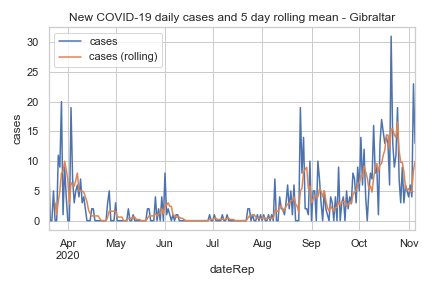 New COVID-19 daily cases and 5 day rolling mean - Gibraltar
cases
cases (rolling)
30
25
20
15
10
5
0
cases
Apr May Jun Jul Aug Sep Oct Nov
2020
dateRep